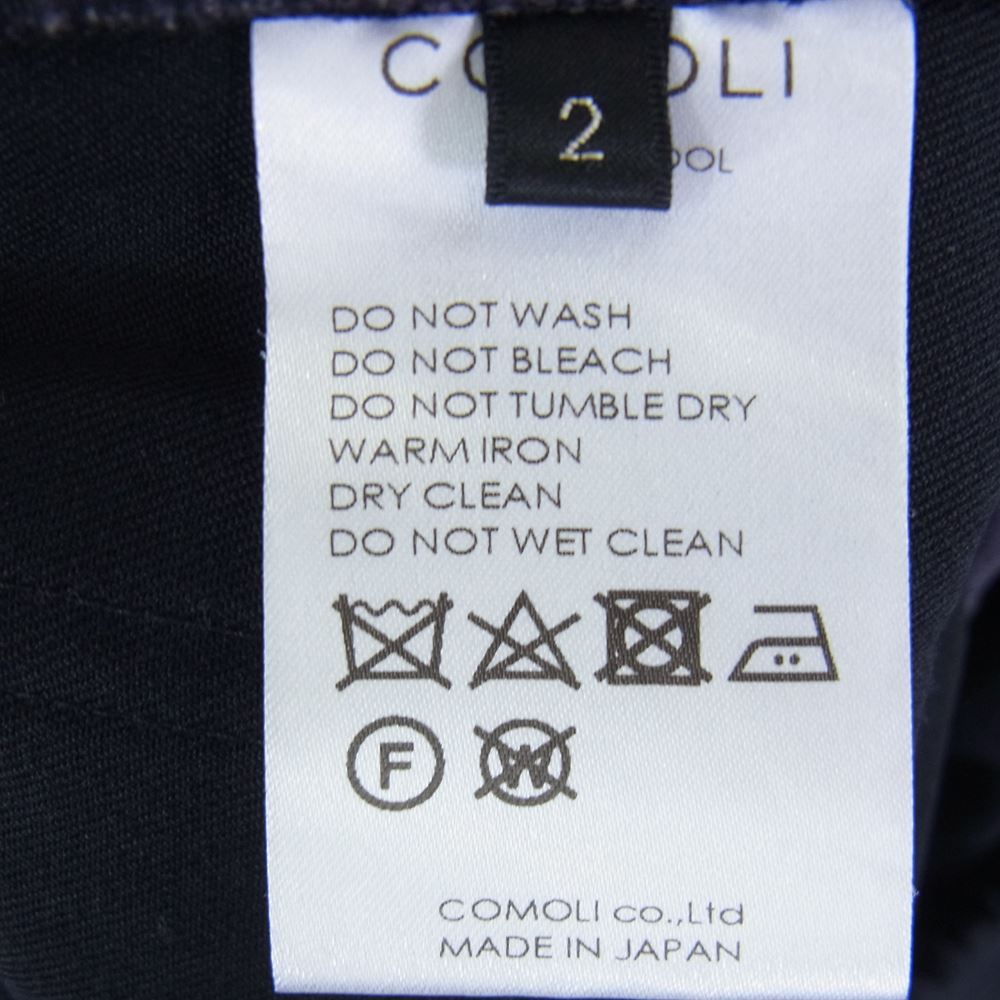 COMOLI
2
DO NOT WASH
DO NOT BLEACH
DO NOT TUMBLE DRY
WARM IRON
DRY CLEAN
DO NOT WET CLEAN
F
W
COMOLI co.,Ltd
MADE IN JAPAN